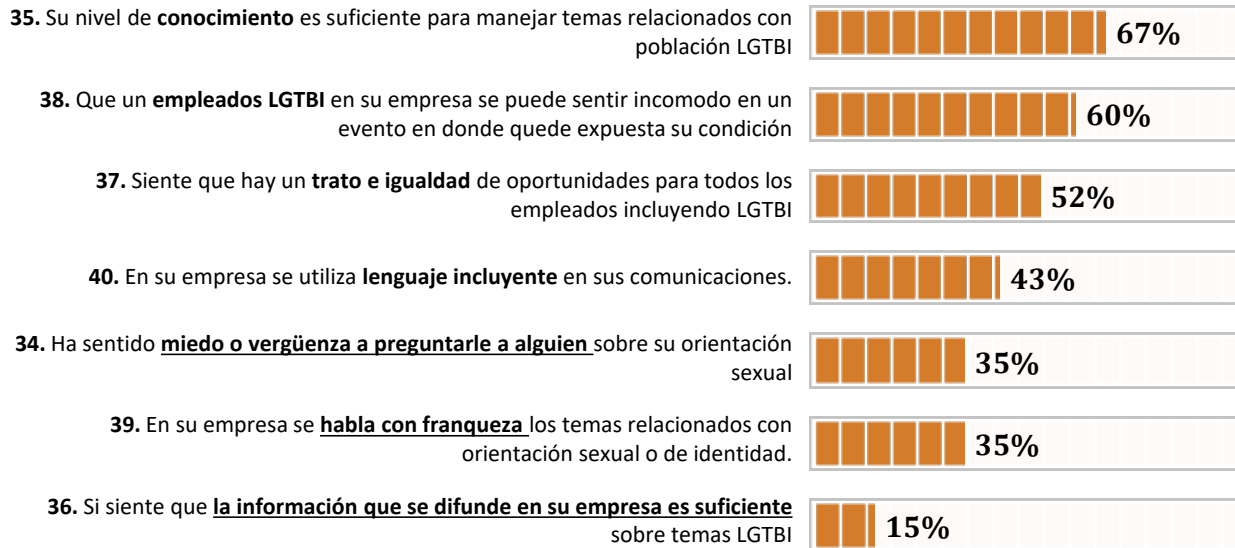 35. Su nivel de conocimiento es suficiente para manejar temas relacionados con
población LGTBI
67%
38. Que un empleados LGTBI en su empresa se puede sentir incomodo en un
evento en donde quede expuesta su condición
60%
37. Siente que hay un trato e igualdad de oportunidades para todos los
empleados incluyendo LGTBI
52%
40. En su empresa se utiliza lenguaje incluyente en sus comunicaciones.
43%
34. Ha sentido miedo o vergüenza a preguntarle a alguien sobre su orientación
sexual
35%
39. En su empresa se habla con franqueza los temas relacionados con
orientación sexual o de identidad.
35%
36. Si siente que la información que se difunde en su empresa es suficiente
sobre temas LGTBI
15%